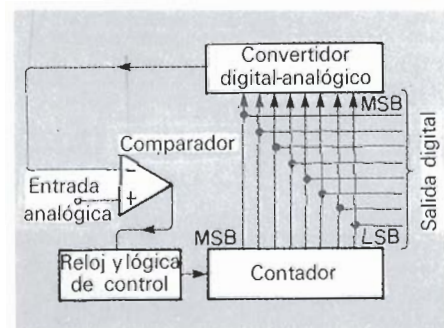 Convertidor
digital-analógico
MSB
Comparador
−
Entrada
analógica
+
Salida digital
MSB
LSB
Reloj y lógica
de control
Contador